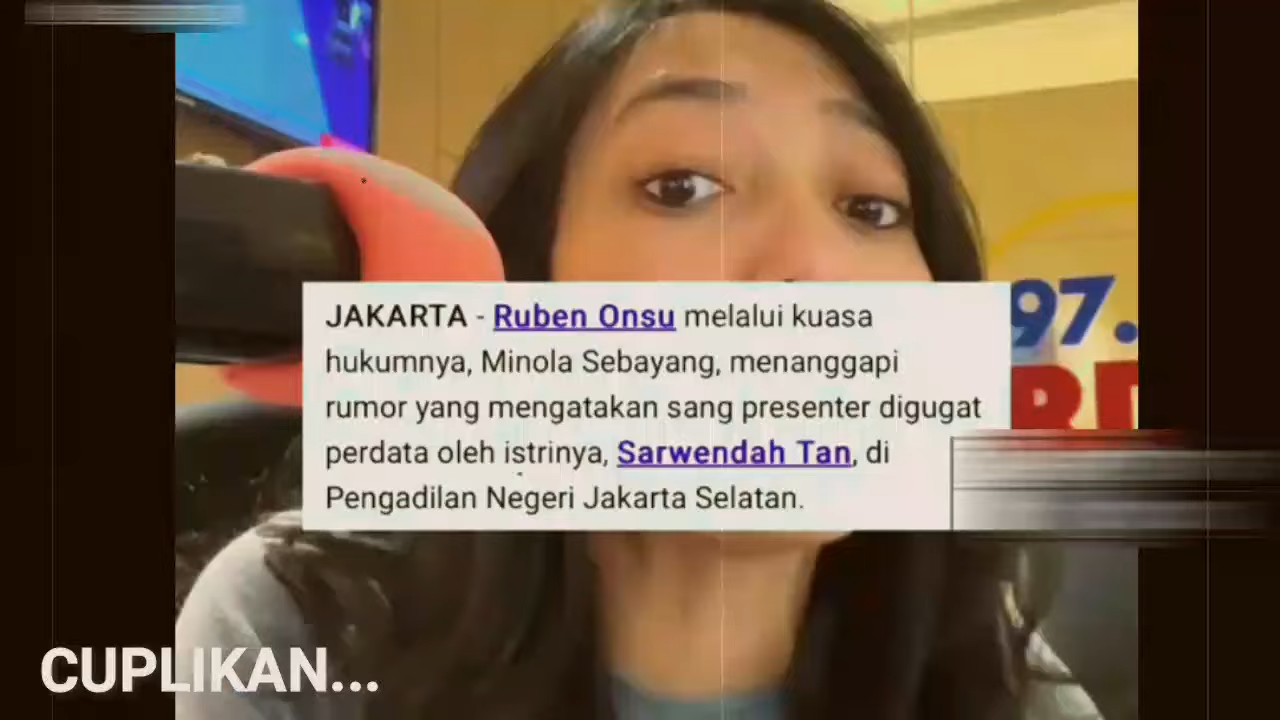 97.
JAKARTA - Ruben Onsu melalui kuasa
hukumnya, Minola Sebayang, menanggapi
rumor yang mengatakan sang presenter digugat
perdata oleh istrinya, Sarwendah Tan, di
Pengadilan Negeri Jakarta Selatan.
CUPLIKAN...